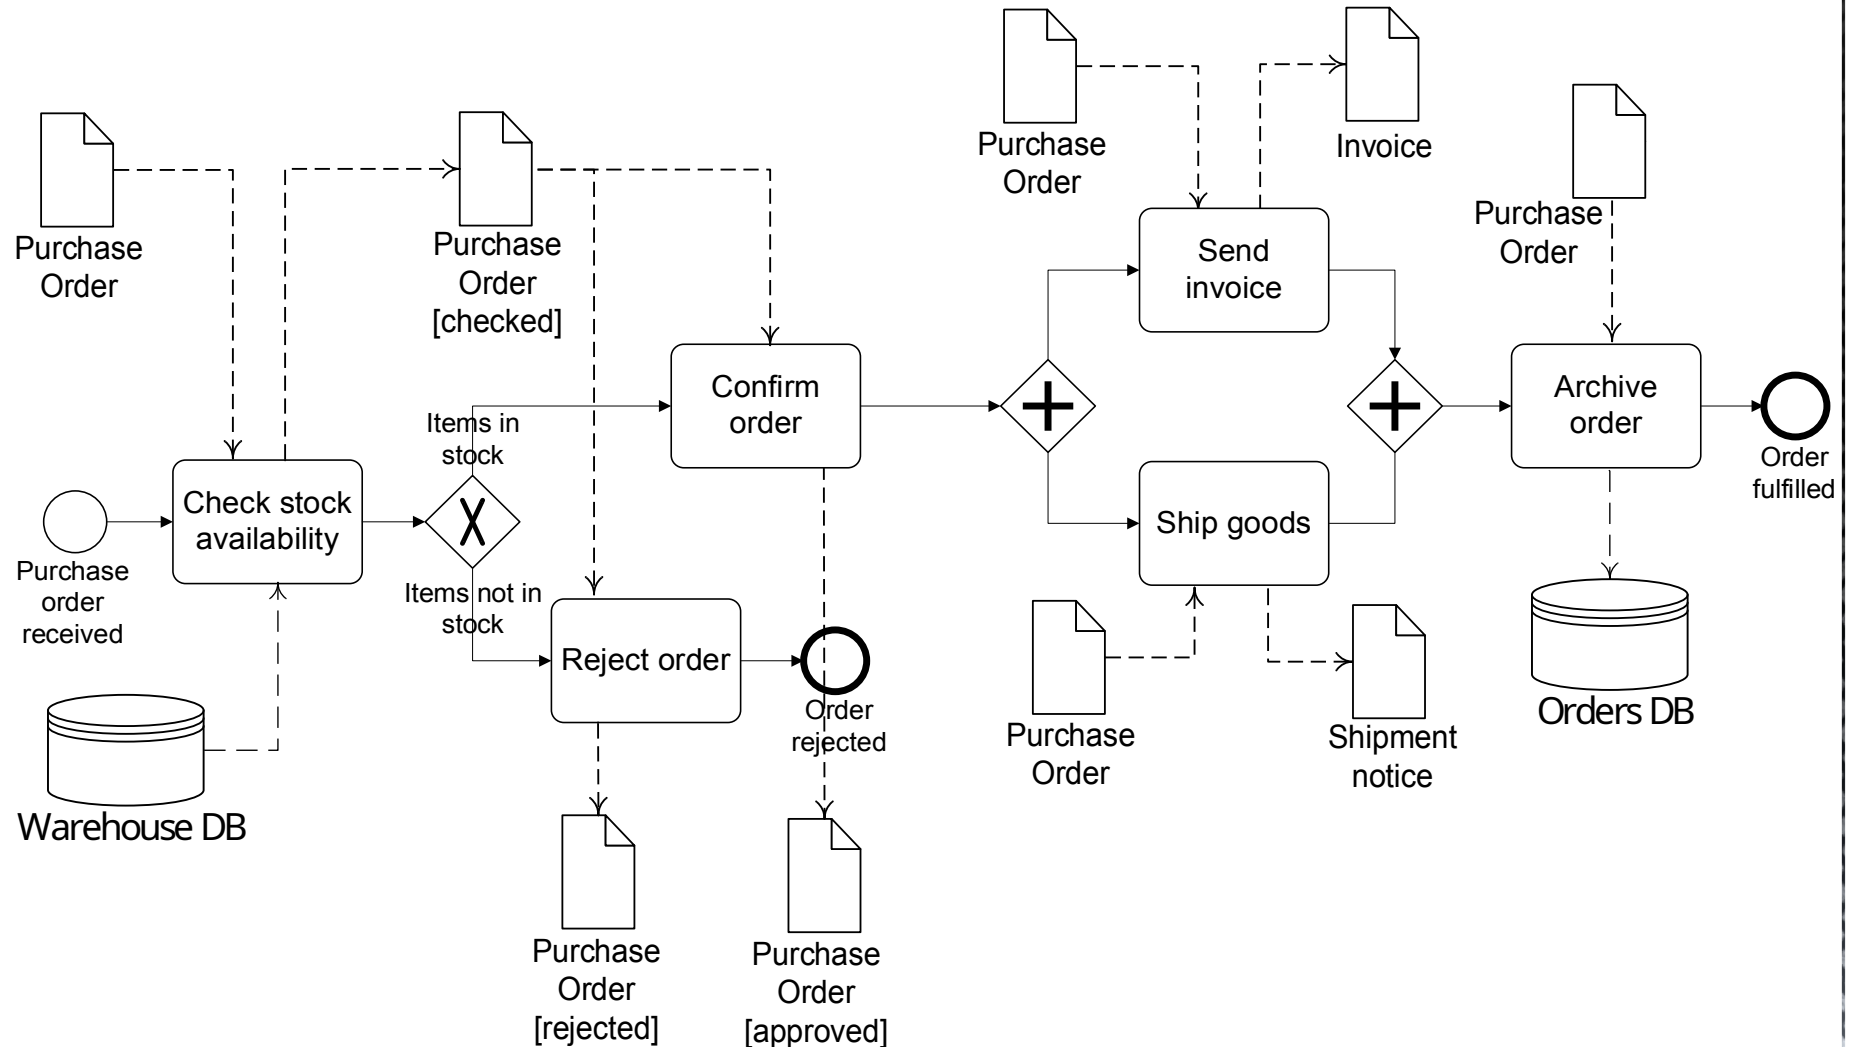 Purchase
Order
Purchase
Order
[checked]
Purchase
Order
Invoice
Purchase
Order
Send
invoice
Confirm
order
Archive
order
Items in
stock
Check stock
availability
X
Ship goods
Order
fulfilled
Purchase
order
received
Items not in
stock
Reject order
Order
rejected
Purchase
Order
Shipment
notice
Orders DB
Warehouse DB
Purchase
Order
[rejected]
Purchase
Order
[approved]